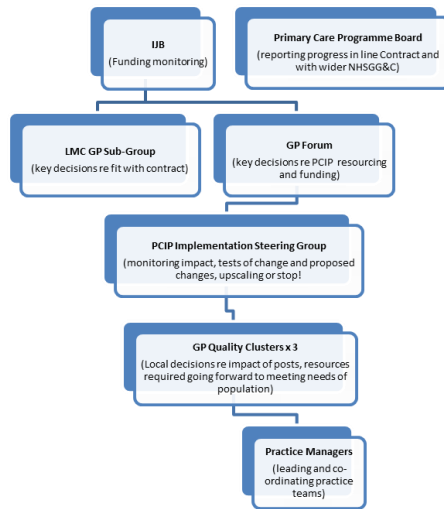 IJB
(Funding monitoring)
Primary Care Programme Board
(reporting progress in line Contract and
with wider NHSGG&C)
LMC GP Sub-Group
(key decisions re fit with contract)
GP Forum
(key decisions re PCIP resourcing
and funding)
PCIP Implementation Steering Group
(monitoring impact, tests of change and proposed
changes, upscaling or stop!
GP Quality Clusters x 3
(Local decisions re impact of posts, resources
required going forward to meeting needs of
population)
Practice Managers
(leading and co-
ordinating practice
teams)